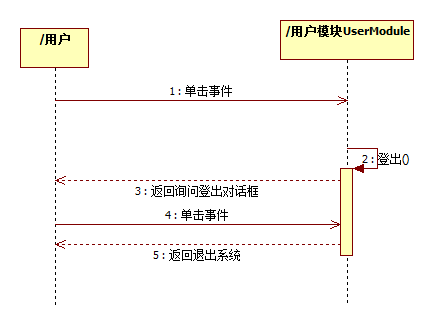 /用户
/用户模块UserModule
1 : 单击事件
2 : 登出()
3 : 返回询问登出对话框
4 : 单击事件
5 : 返回退出系统